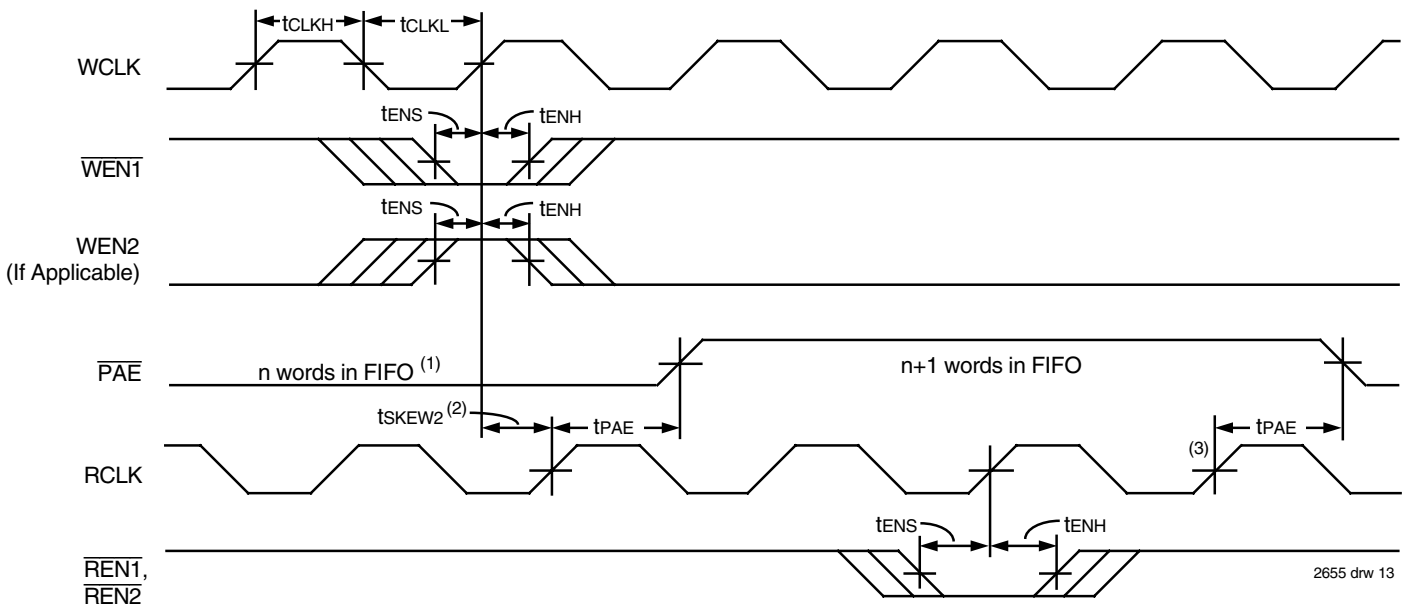 tCLKH
tCLKL
WCLK
tENS
tENH
WEN1
tENS
tENH
WEN2
(If Applicable)
PAE
n words in FIFO (1)
n+1 words in FIFO
tSKEW2 (2)
tPAE
(3)
tPAE
RCLK
tENS
tENH
REN1,
REN2
2655 drw 13